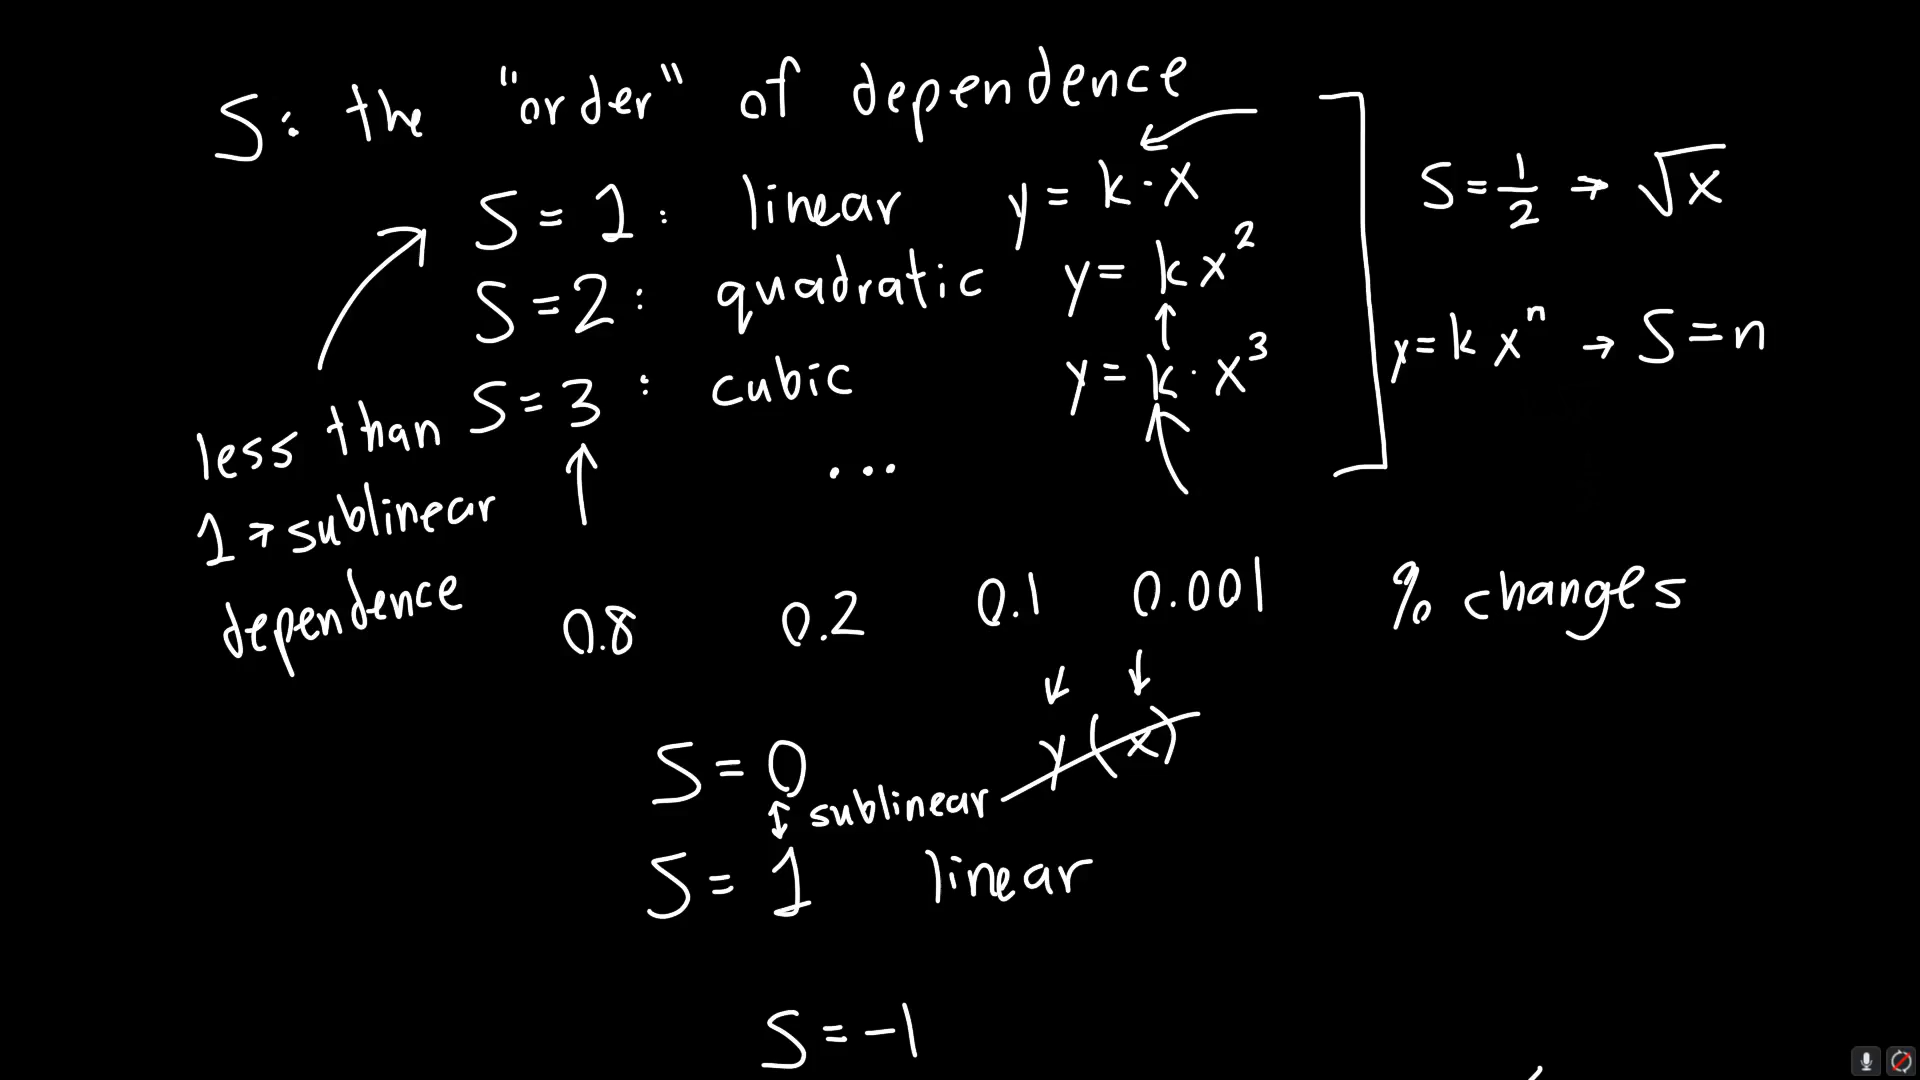 S: the "order" of dependence
S = 1 : linear y = k · x
S = 2 : quadratic y = k x²
S = 3 : cubic y = k · x³
...
S = 1/2 → √x
y = k x^n → S = n
less than
1 → sublinear
dependence
0.8 0.2 0.1 0.001 % changes
S = 0 y(x)
sublinear
S = 1 linear
S = -1